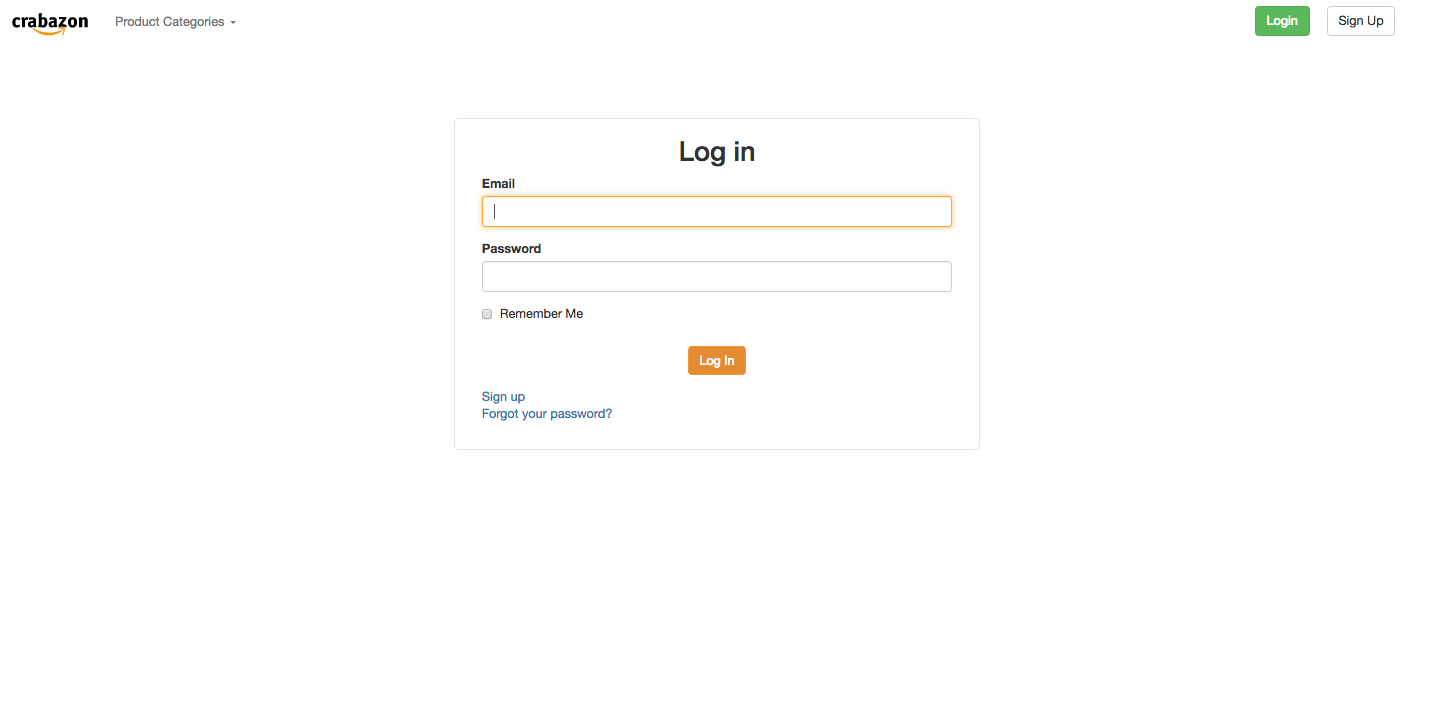 crabazon Product Categories Login Sign Up
Log in
Email
Password
Remember Me
Log In
Sign up
Forgot your password?